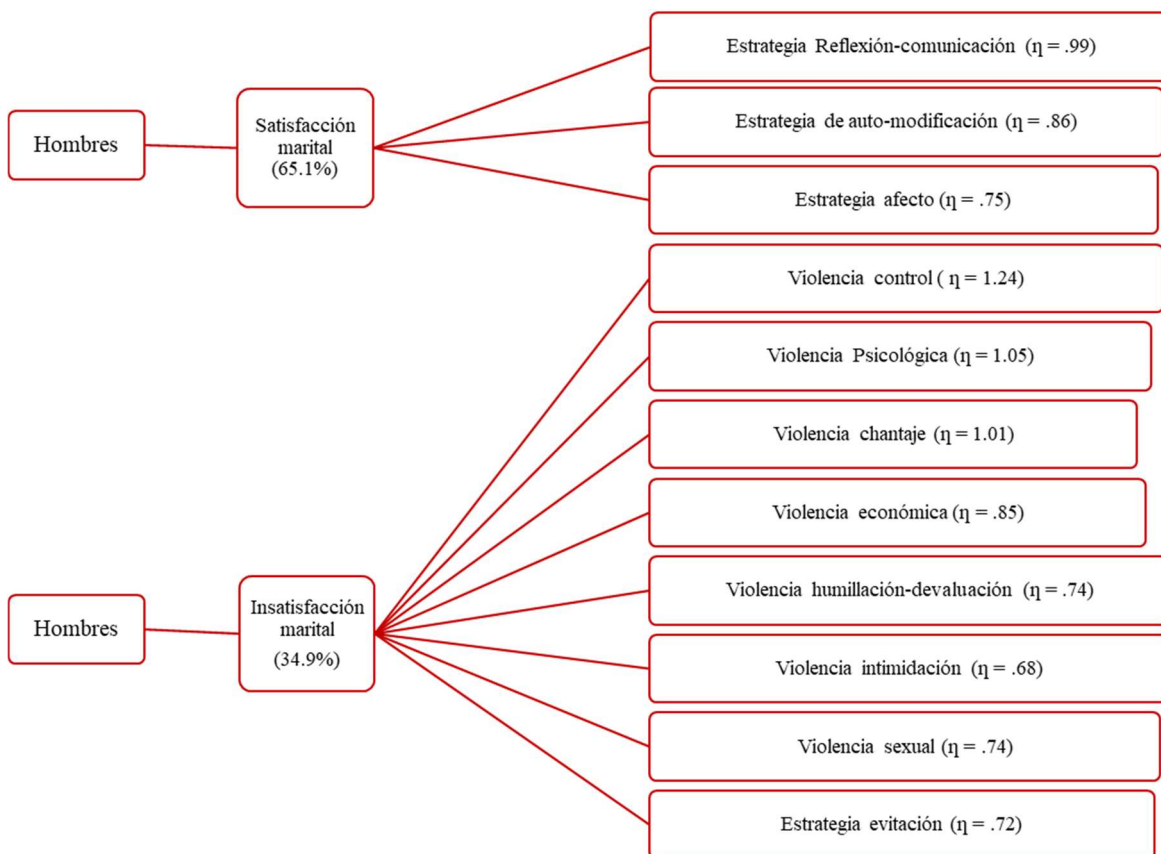 Hombres
Satisfacción
marital
(65.1%)
Estrategia Reflexión-comunicación (η = .99)
Estrategia de auto-modificación (η = .86)
Estrategia afecto (η = .75)
Hombres
Insatisfacción
marital
(34.9%)
Violencia control ( η = 1.24)
Violencia Psicológica (η = 1.05)
Violencia chantaje (η = 1.01)
Violencia económica (η = .85)
Violencia humillación-devaluación (η = .74)
Violencia intimidación (η = .68)
Violencia sexual (η = .74)
Estrategia evitación (η = .72)